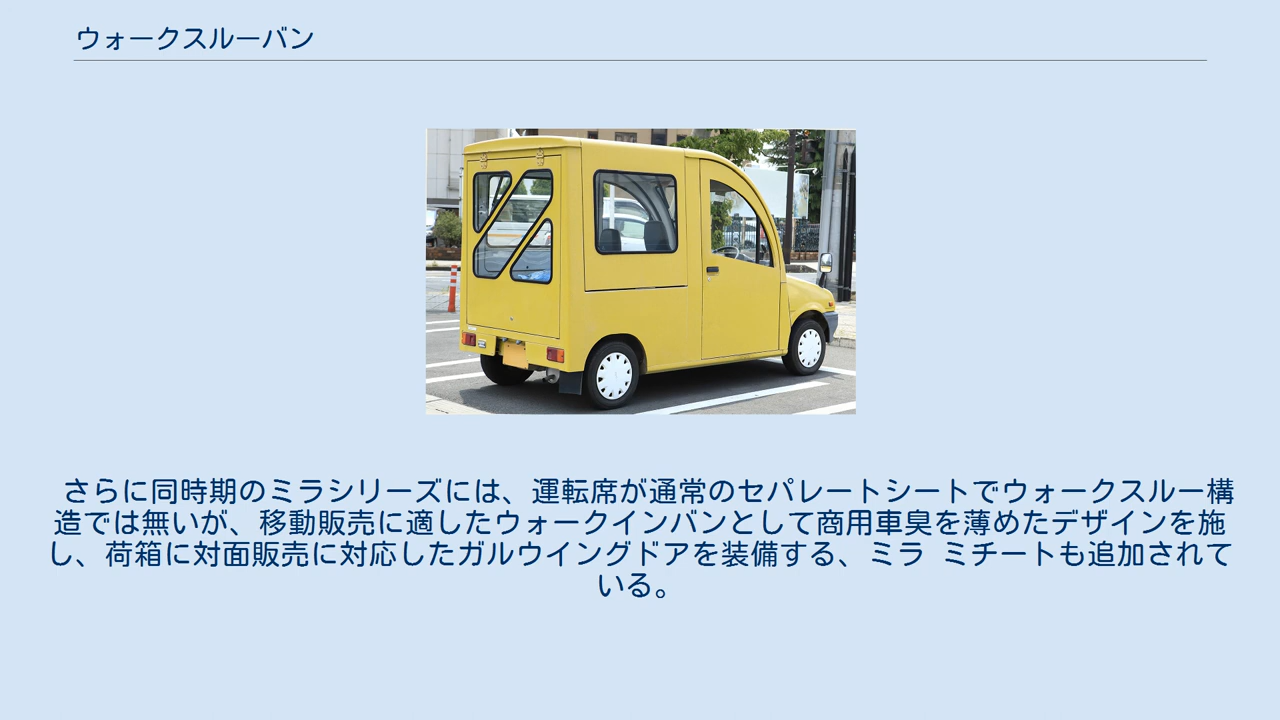 ウォークスルーバン
さらに同時期のミラシリーズには、運転席が通常のセパレートシートでウォークスルー構
造では無いが、移動販売に適したウォークインバンとして商用車臭を薄めたデザインを施
し、荷箱に対面販売に対応したガルウイングドアを装備する、ミラ ミチートも追加されて
いる。